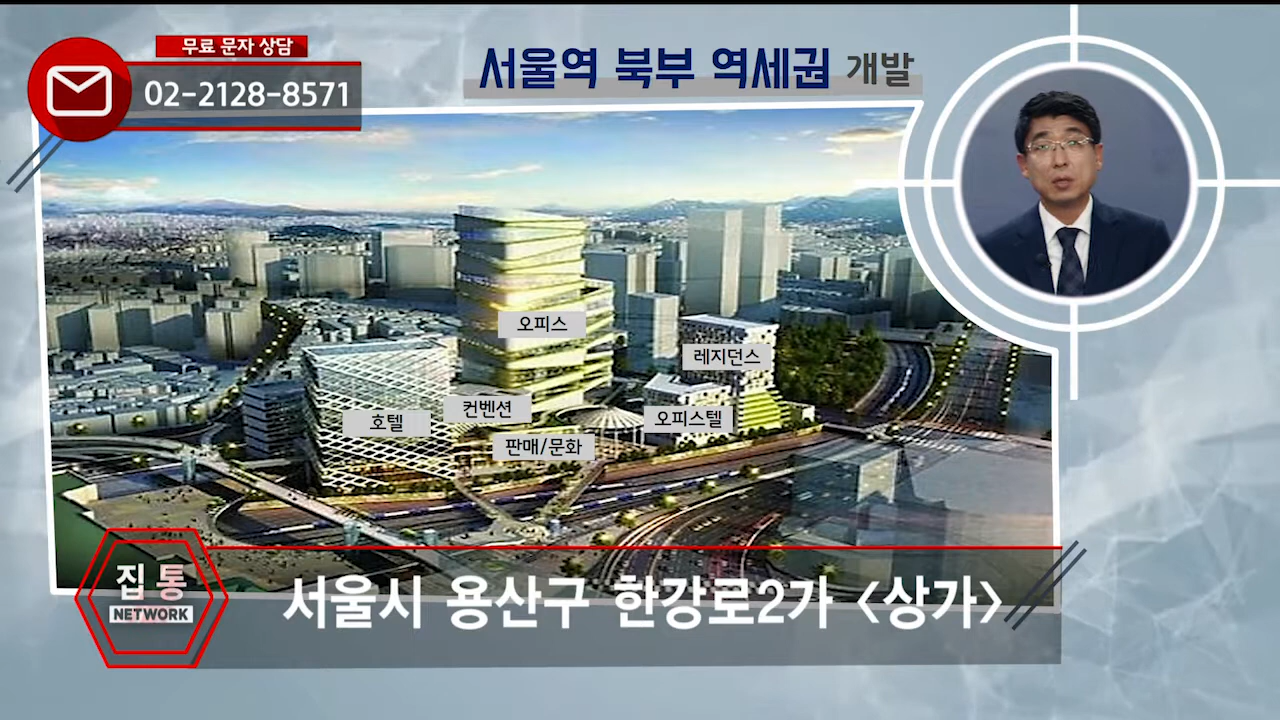 무료 문자 상담
02-2128-8571
서울역 북부 역세권 개발
오피스
레지던스
컨벤션
호텔
오피스텔
판매/문화
집통
NETWORK
서울시 용산구 한강로2가 <상가>